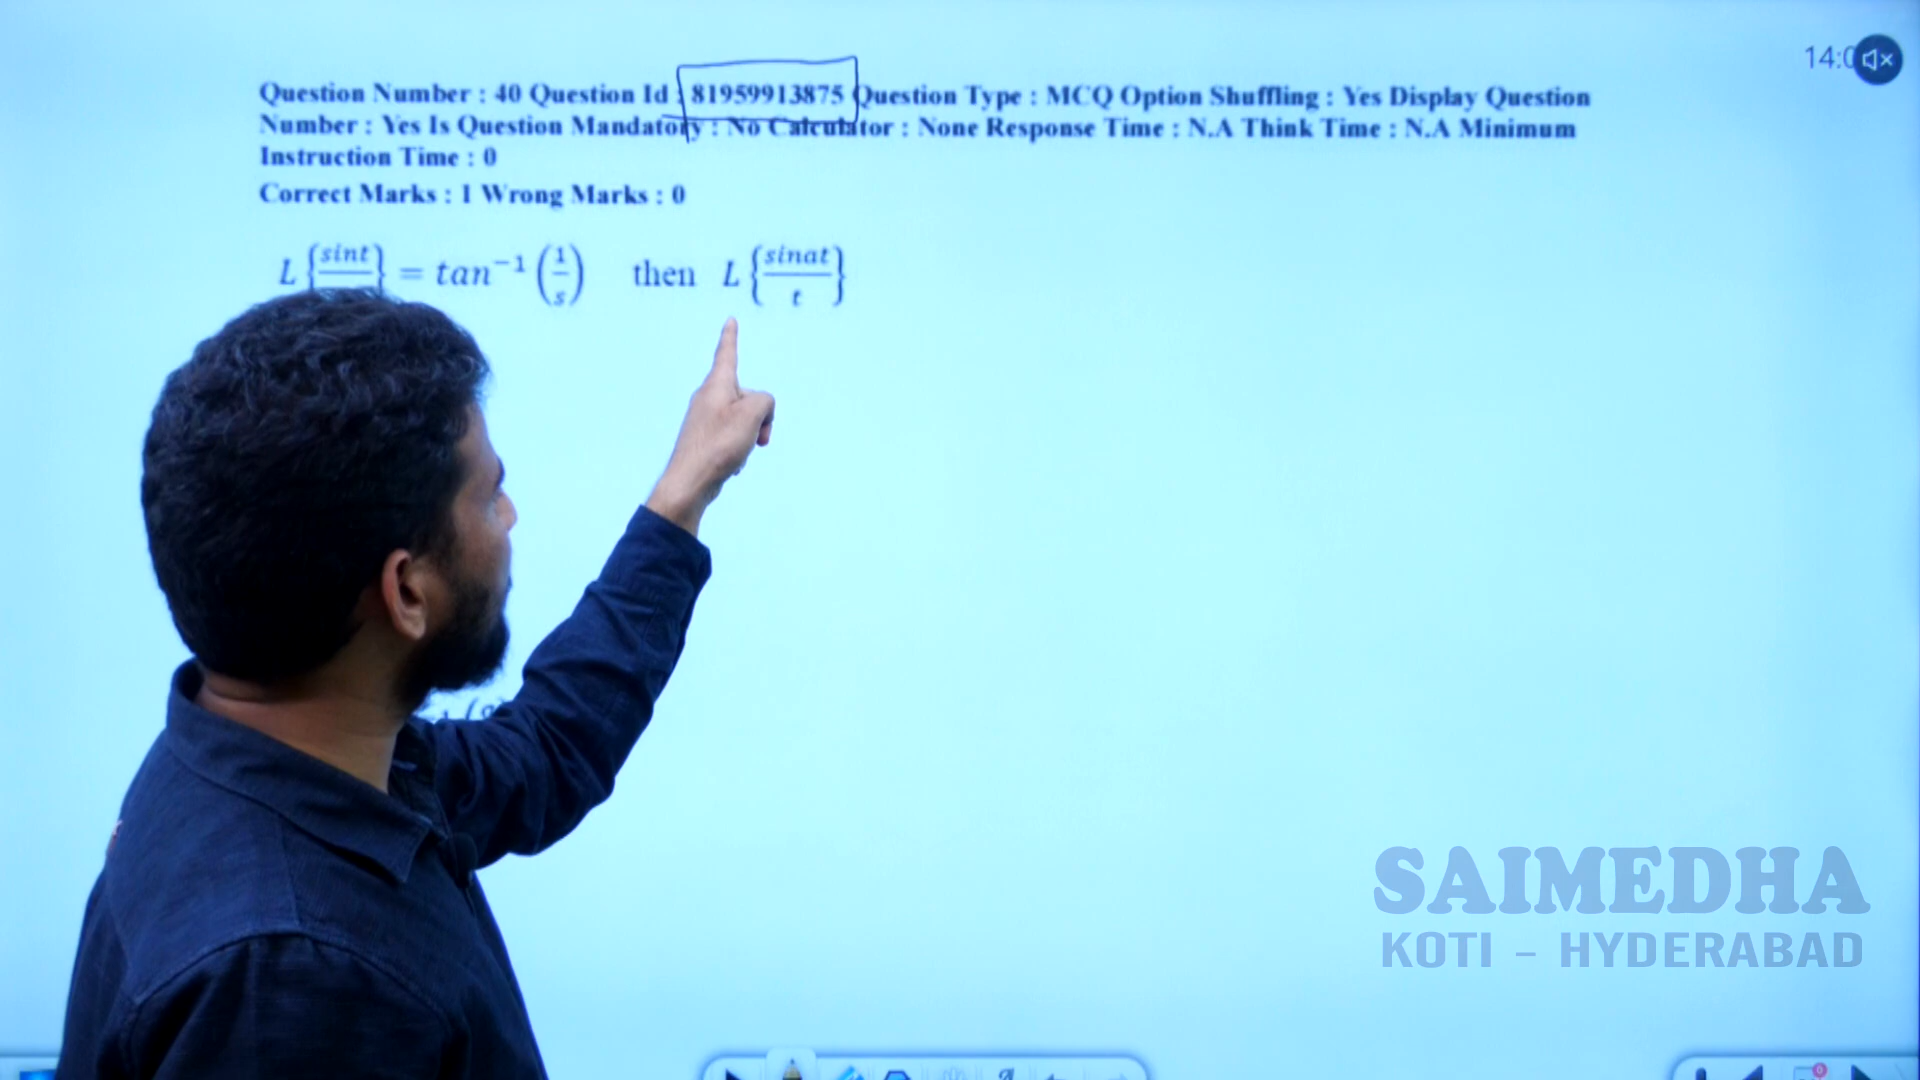 14:0
Question Number : 40 Question Id : 81959913875 Question Type : MCQ Option Shuffling : Yes Display Question
Number : Yes Is Question Mandatory : No Calculator : None Response Time : N.A Think Time : N.A Minimum
Instruction Time : 0
Correct Marks : 1 Wrong Marks : 0
L {sint} = tan⁻¹ (1/s) then L {sinat/t}
SAIMEDHA
KOTI - HYDERABAD